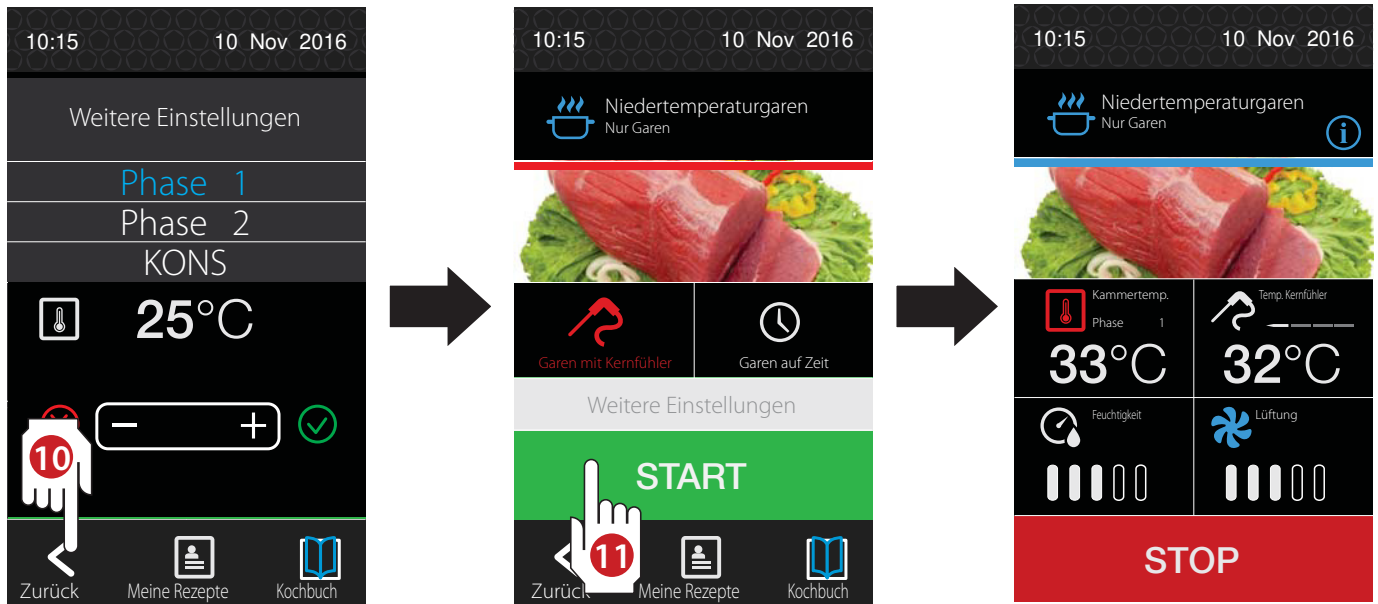 10:15 10 Nov 2016
Weitere Einstellungen
Phase 1
Phase 2
KONS
25°C
10
Zurück Meine Rezepte Kochbuch
10:15 10 Nov 2016
Niedertemperaturgaren
Nur Garen
Garen mit Kernfühler Garen auf Zeit
Weitere Einstellungen
START
11
Zurück Meine Rezepte Kochbuch
10:15 10 Nov 2016
Niedertemperaturgaren
Nur Garen
i
Kammertemp. Temp. Kernfühler
Phase 1
33°C 32°C
Feuchtigkeit Lüftung
STOP